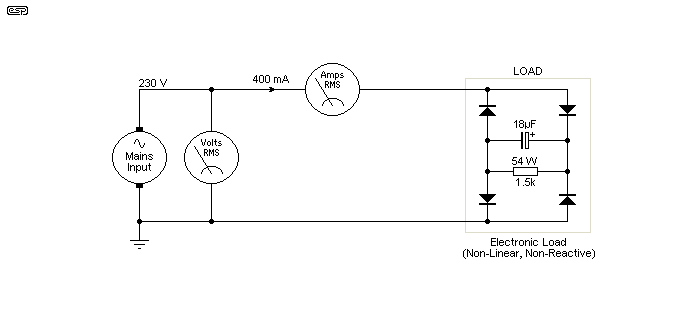 esp
LOAD
230 V
400 mA
Amps
RMS
18µF
+
Volts
RMS
Mains
Input
54 W
1.5k
Electronic Load
(Non-Linear, Non-Reactive)